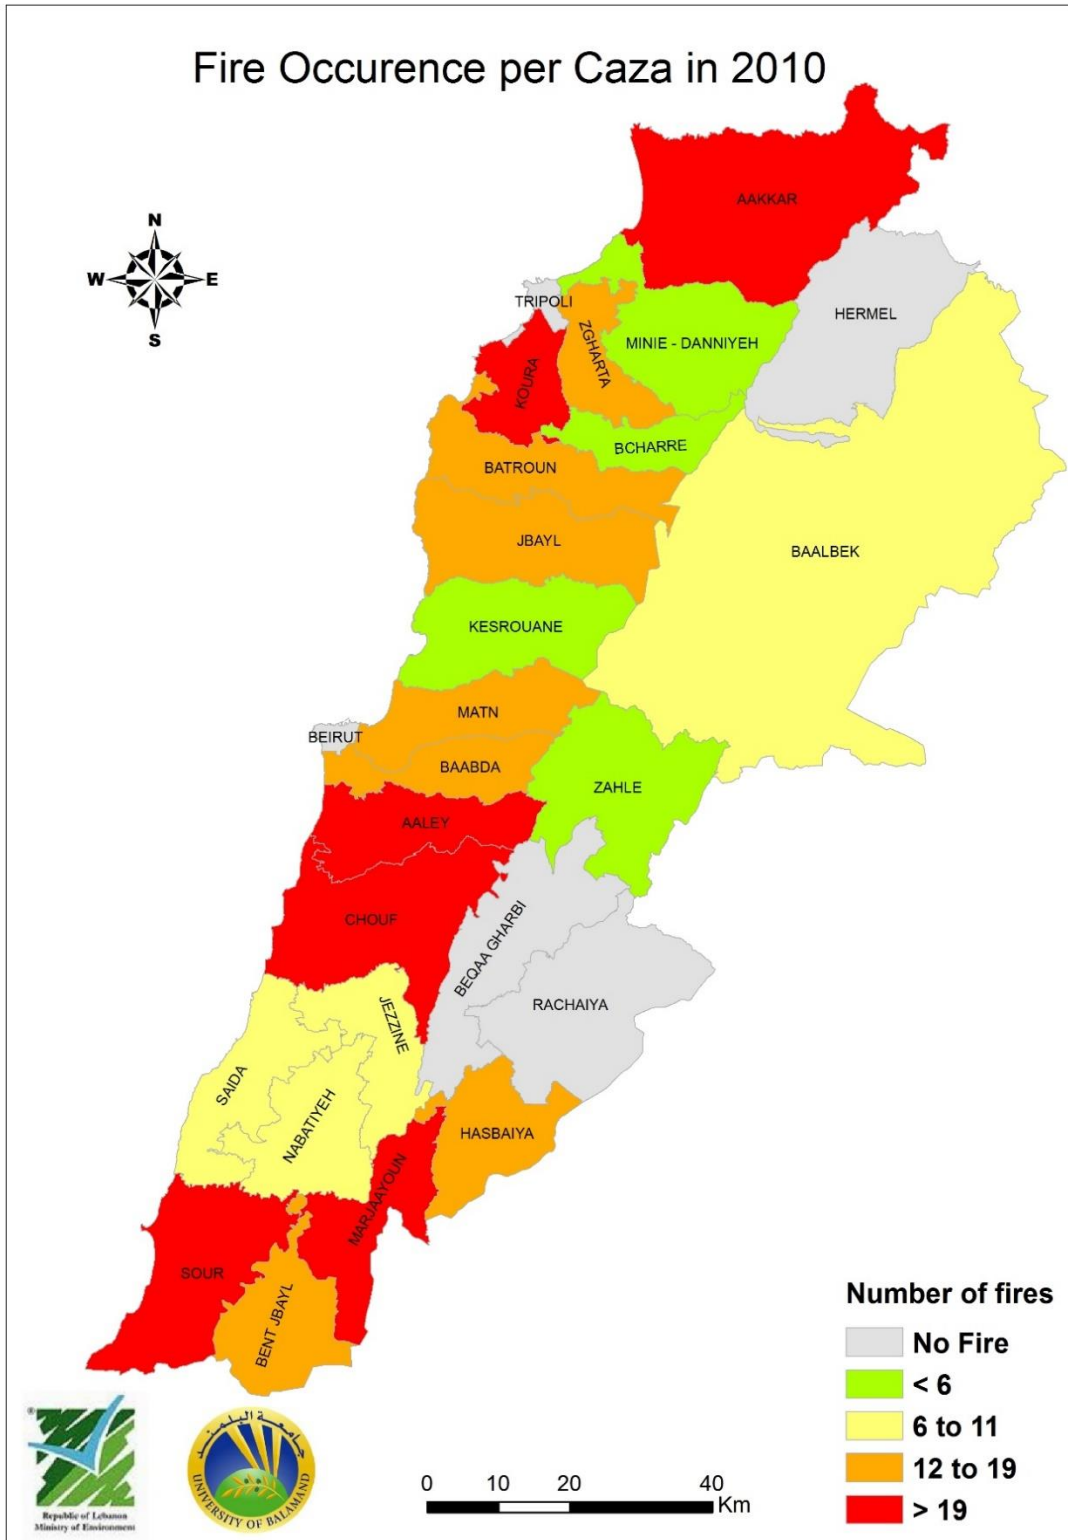 Fire Occurence per Caza in 2010
N
W E
S
AAKKAR
HERMEL
TRIPOLI
ZGHARTA
MINIE - DANNIYEH
KOURA
BCHARRE
BATROUN
JBAYL
BAALBEK
KESROUANE
MATN
BEIRUT
BAABDA
ZAHLE
AALEY
CHOUF
BEQAA GHARBI
RACHAIYA
JEZZINE
SAIDA
NABATIYEH
HASBAIYA
MARJAAYOUN
SOUR
BENT JBAYL
Number of fires
No Fire
< 6
6 to 11
12 to 19
> 19
®
Republic of Lebanon
Ministry of Environment
جامعة البلمند
UNIVERSITY OF BALAMAND
0 10 20 40
Km